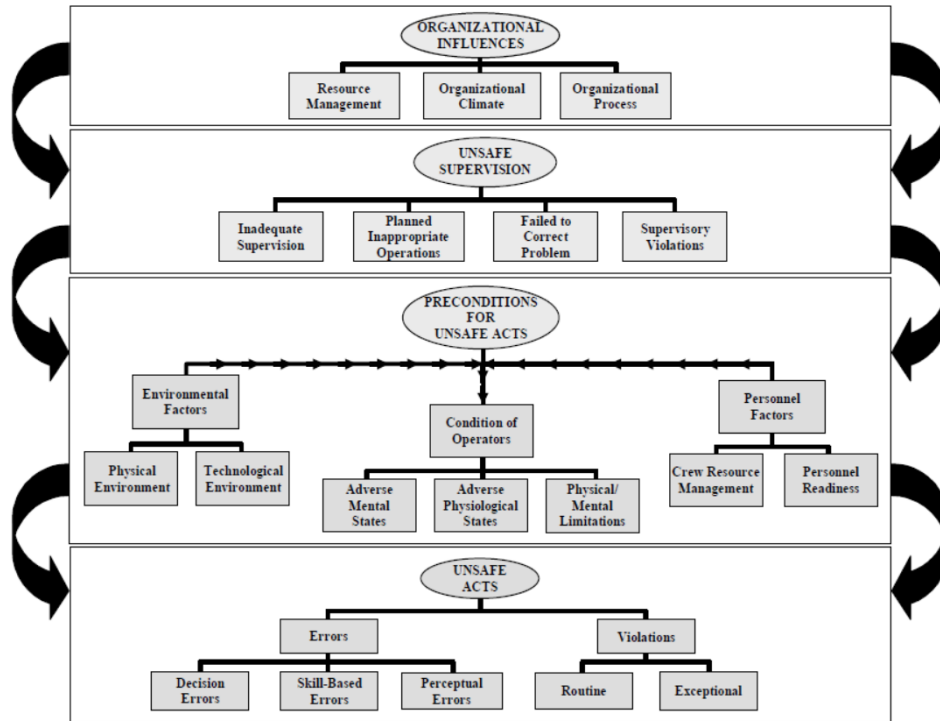 ORGANIZATIONAL
INFLUENCES
Resource
Management
Organizational
Climate
Organizational
Process
UNSAFE
SUPERVISION
Inadequate
Supervision
Planned
Inappropriate
Operations
Failed to
Correct
Problem
Supervisory
Violations
PRECONDITIONS
FOR
UNSAFE ACTS
Environmental
Factors
Condition of
Operators
Personnel
Factors
Physical
Environment
Technological
Environment
Adverse
Mental
States
Adverse
Physiological
States
Physical/
Mental
Limitations
Crew Resource
Management
Personnel
Readiness
UNSAFE
ACTS
Errors
Violations
Decision
Errors
Skill-Based
Errors
Perceptual
Errors
Routine
Exceptional